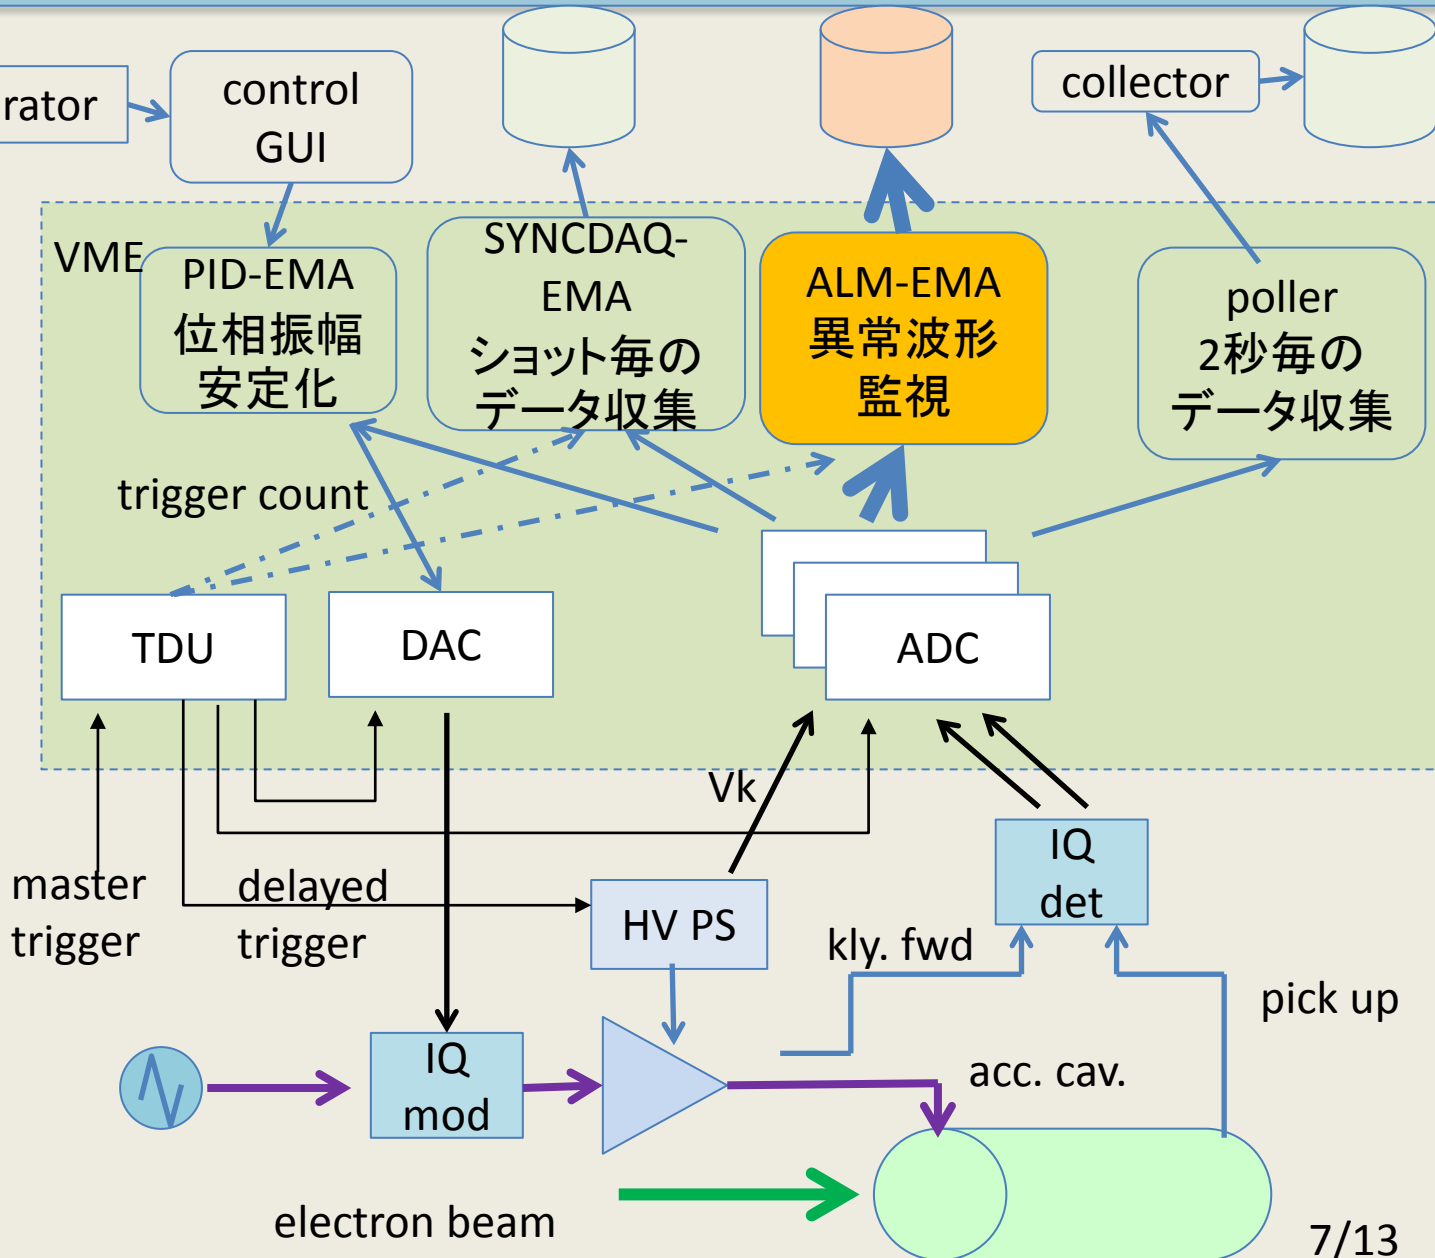 rator
control
GUI
collector
VME
PID-EMA
位相振幅
安定化
SYNCDAQ-
EMA
ショット毎の
データ収集
ALM-EMA
異常波形
監視
poller
2秒毎の
データ収集
trigger count
TDU
DAC
ADC
Vk
master
trigger
delayed
trigger
HV PS
IQ
det
kly. fwd
pick up
IQ
mod
acc. cav.
electron beam
7/13